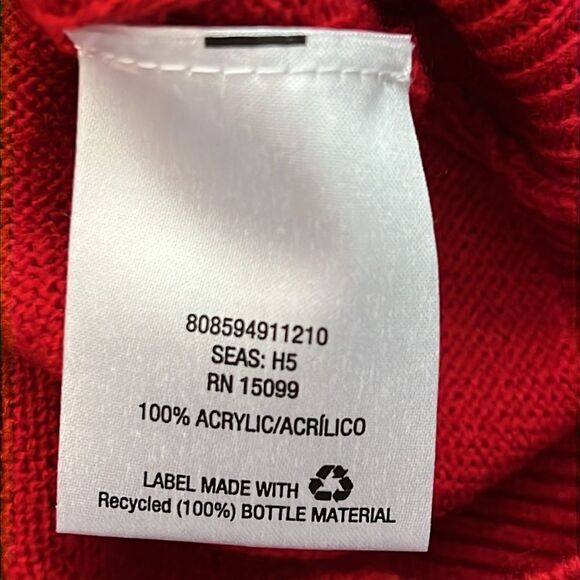 808594911210
SEAS: H5
RN 15099
100% ACRYLIC/ACRÍLICO
LABEL MADE WITH
Recycled (100%) BOTTLE MATERIAL